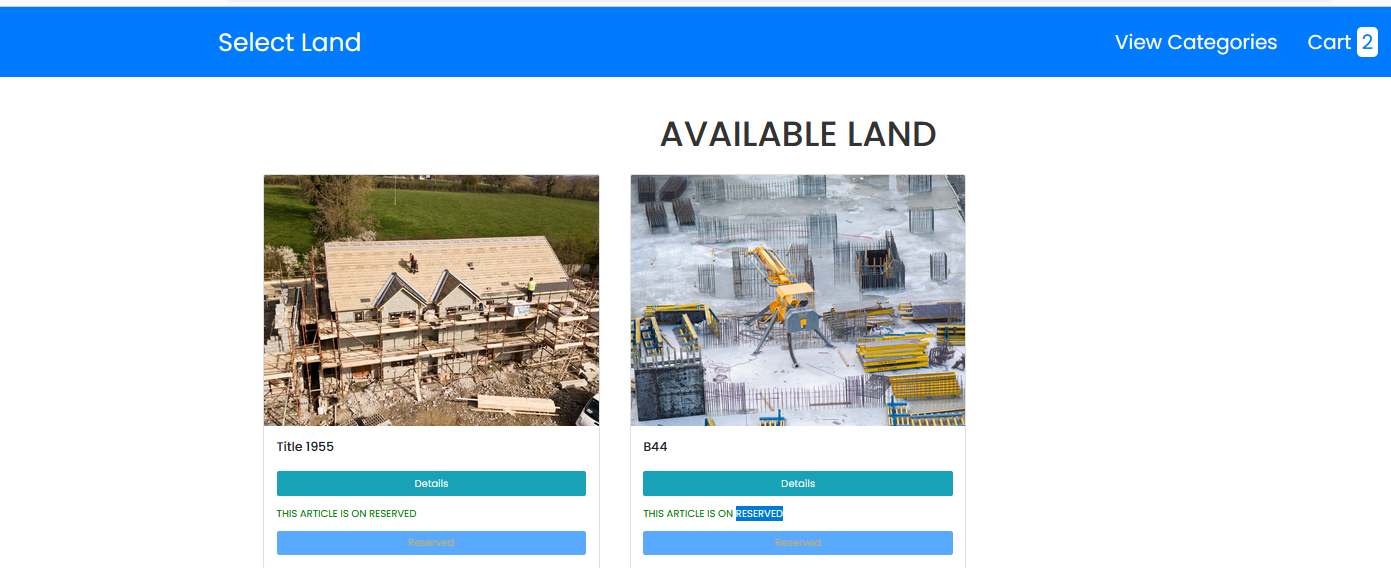 Select Land
View Categories
Cart 2
AVAILABLE LAND
Title 1955
Details
THIS ARTICLE IS ON RESERVED
Reserved
B44
Details
THIS ARTICLE IS ON RESERVED
Reserved